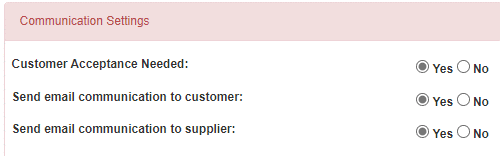 Communication Settings
Customer Acceptance Needed: Yes No
Send email communication to customer: Yes No
Send email communication to supplier: Yes No